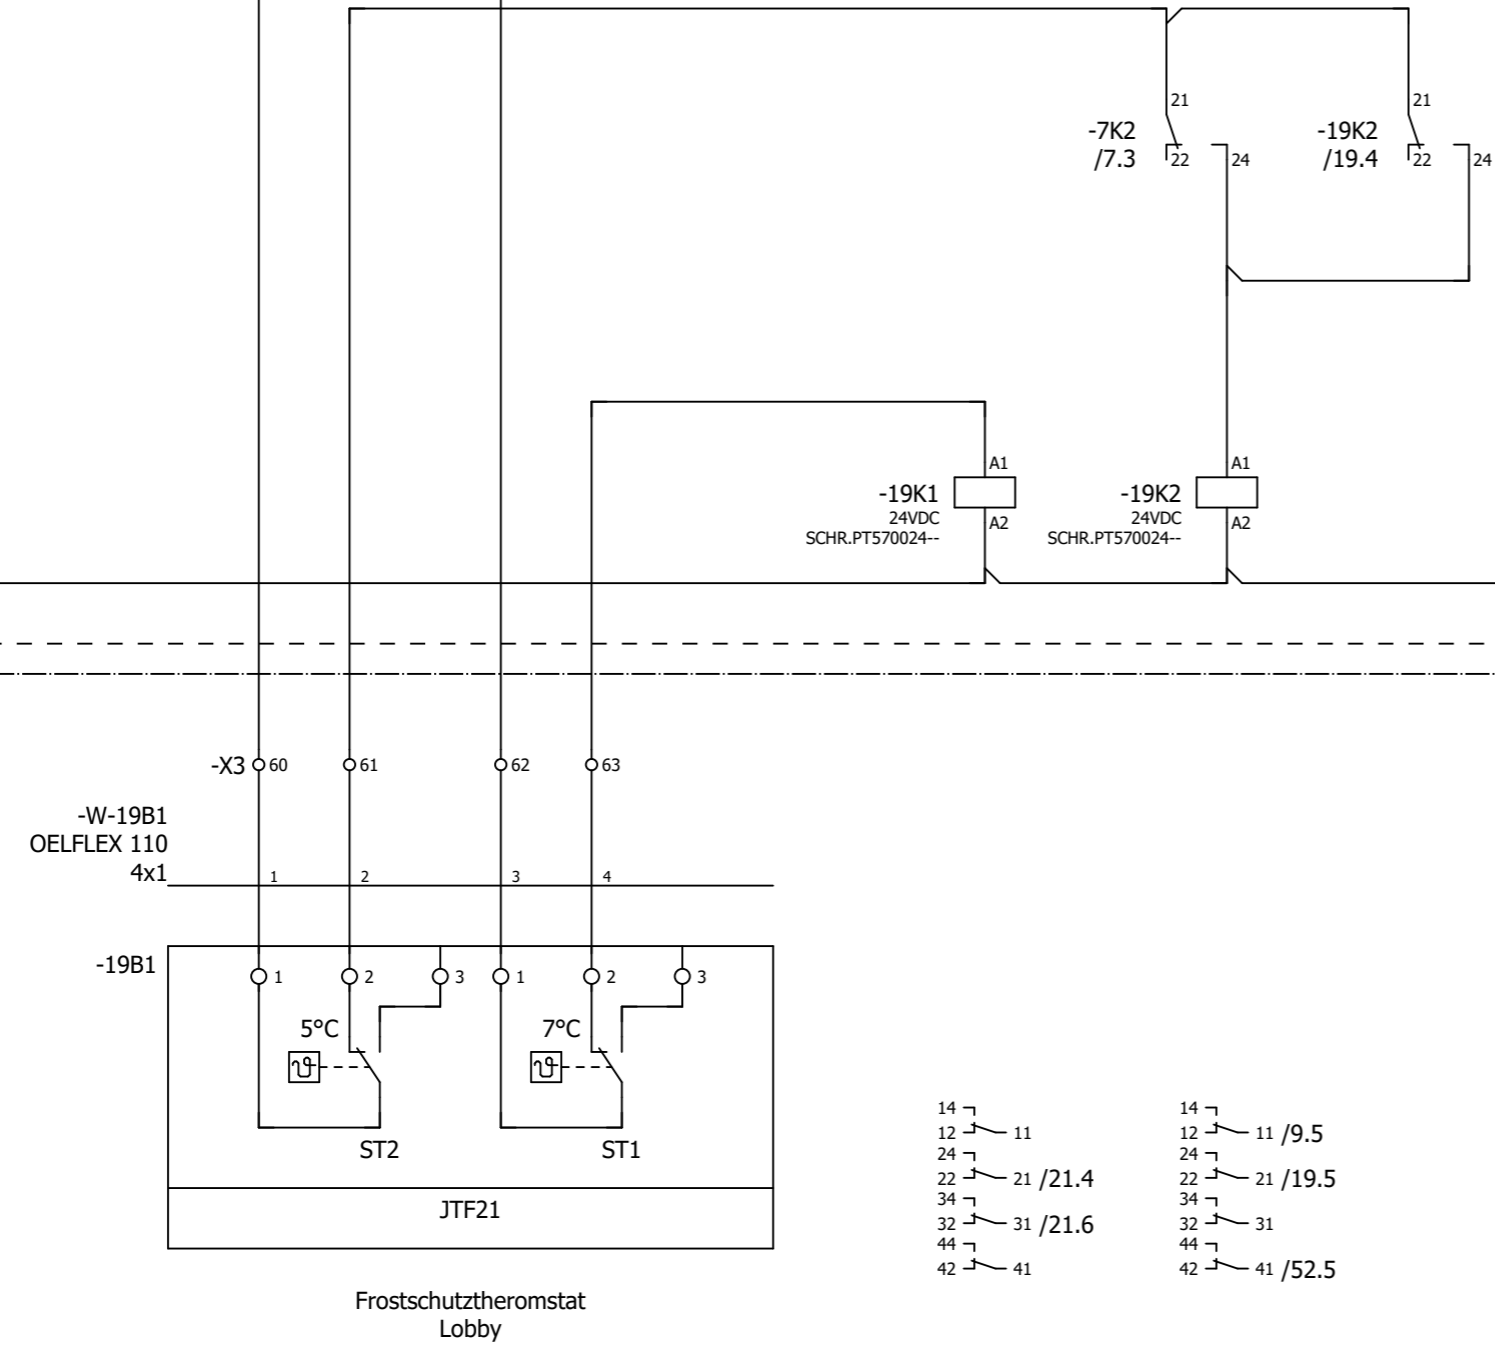 21
21
-7K2
-19K2
/7.3
22
24
/19.4
22
24
A1
A1
-19K1
-19K2
24VDC
A2
24VDC
A2
SCHR.PT570024--
SCHR.PT570024--
-X3
60
61
62
63
-W-19B1
OELFLEX 110
4x1
1
2
3
4
-19B1
1
2
3
1
2
3
5°C
7°C
ϑ
ϑ
ST2
ST1
JTF21
Frostschutztheromstat
Lobby
14
12 11
24
22 21 /21.4
34
32 31 /21.6
44
42 41
14
12 11 /9.5
24
22 21 /19.5
34
32 31
44
42 41 /52.5